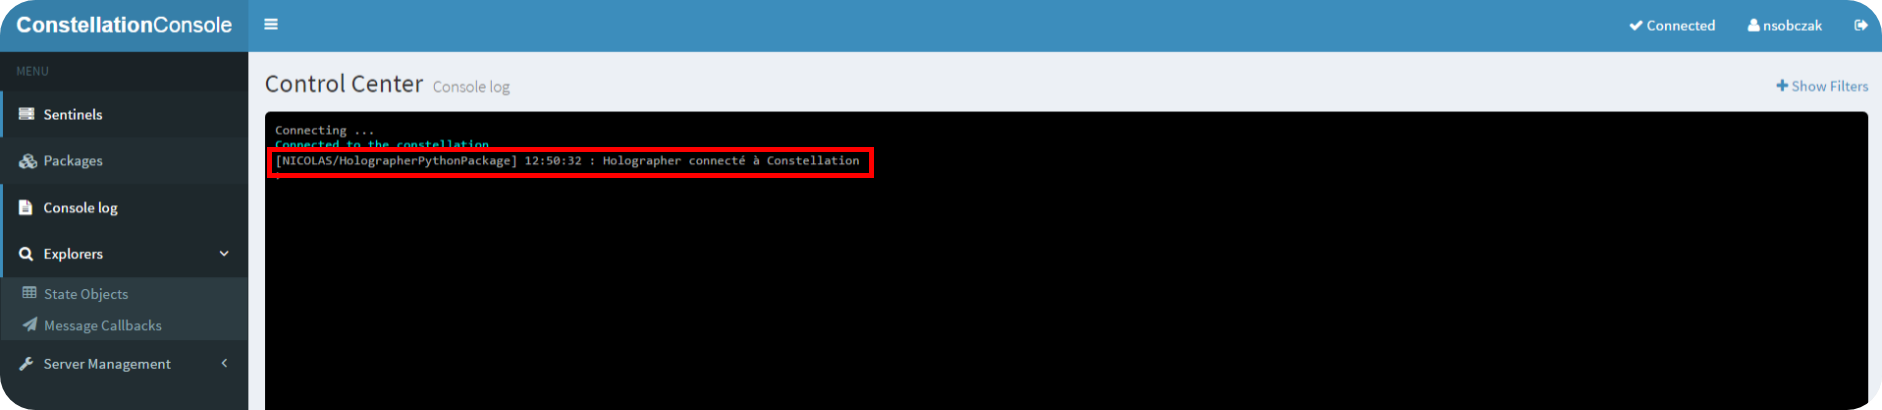 ConstellationConsole
Connected
nsobczak
MENU
Sentinels
Packages
Console log
Explorers
State Objects
Message Callbacks
Server Management
Control Center Console log
Show Filters
Connecting ...
Connected to the constellation
[NICOLAS/HolographerPythonPackage] 12:50:32 : Holographer connecté à Constellation